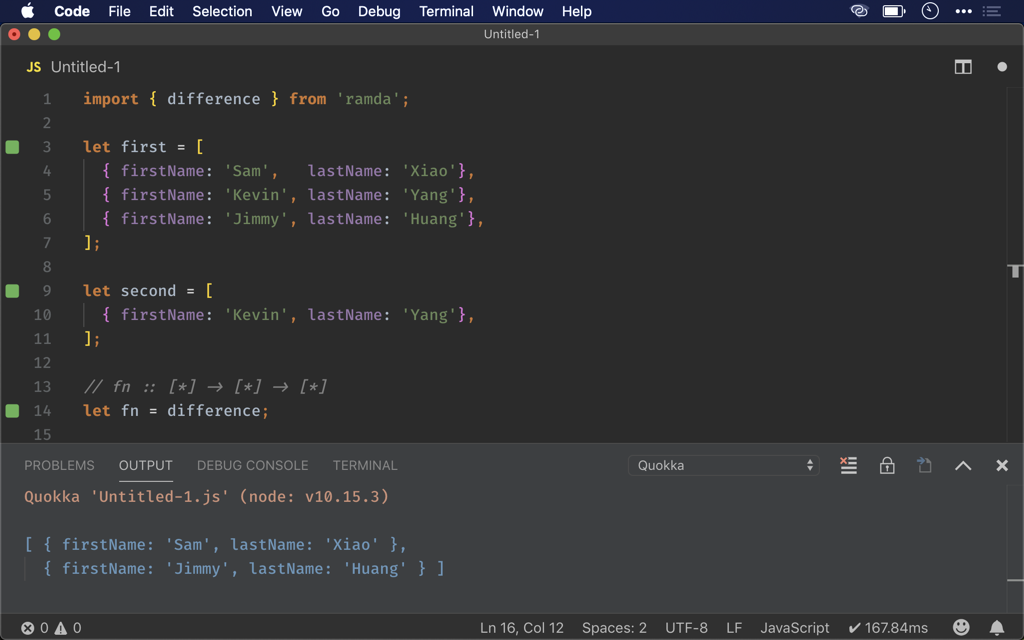 Code File Edit Selection View Go Debug Terminal Window Help
Untitled-1
JS Untitled-1
1 import { difference } from 'ramda';
2
3 let first = [
4   { firstName: 'Sam',   lastName: 'Xiao'},
5   { firstName: 'Kevin', lastName: 'Yang'},
6   { firstName: 'Jimmy', lastName: 'Huang'},
7 ];
8
9 let second = [
10   { firstName: 'Kevin', lastName: 'Yang'},
11 ];
12
13 // fn :: [*] -> [*] -> [*]
14 let fn = difference;
15
PROBLEMS OUTPUT DEBUG CONSOLE TERMINAL Quokka
Quokka 'Untitled-1.js' (node: v10.15.3)
[ { firstName: 'Sam', lastName: 'Xiao' },
  { firstName: 'Jimmy', lastName: 'Huang' } ]
0 0 Ln 16, Col 12 Spaces: 2 UTF-8 LF JavaScript ✔ 167.84ms